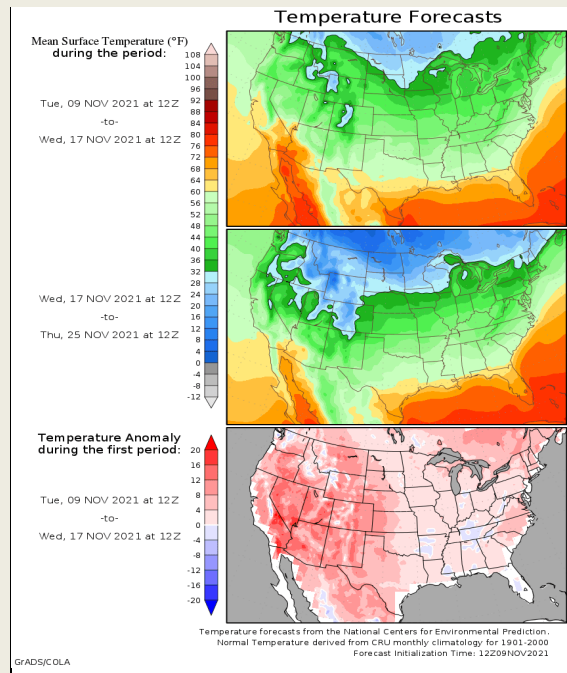 Temperature Forecasts
Mean Surface Temperature (°F)
during the period:
Tue, 09 NOV 2021 at 12Z
-to-
Wed, 17 NOV 2021 at 12Z
108
104
100
96
92
88
84
80
76
72
68
64
60
56
52
48
44
40
36
32
28
24
20
16
12
8
4
0
-4
-8
-12
Wed, 17 NOV 2021 at 12Z
-to-
Thu, 25 NOV 2021 at 12Z
Temperature Anomaly
during the first period:
Tue, 09 NOV 2021 at 12Z
-to-
Wed, 17 NOV 2021 at 12Z
20
16
12
8
4
0
-4
-8
-12
-16
-20
Temperature forecasts from the National Centers for Environmental Prediction.
Normal Temperature derived from CRU monthly climatology for 1901-2000
Forecast Initialization Time: 12Z09NOV2021
GrADS/COLA